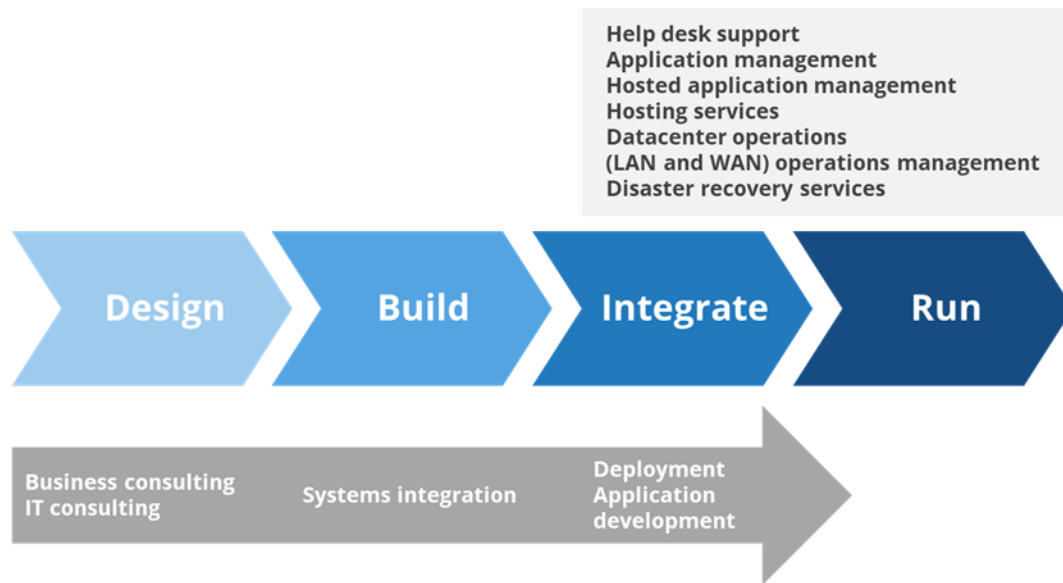 Help desk support
Application management
Hosted application management
Hosting services
Datacenter operations
(LAN and WAN) operations management
Disaster recovery services
Design
Build
Integrate
Run
Business consulting
IT consulting
Systems integration
Deployment
Application
development